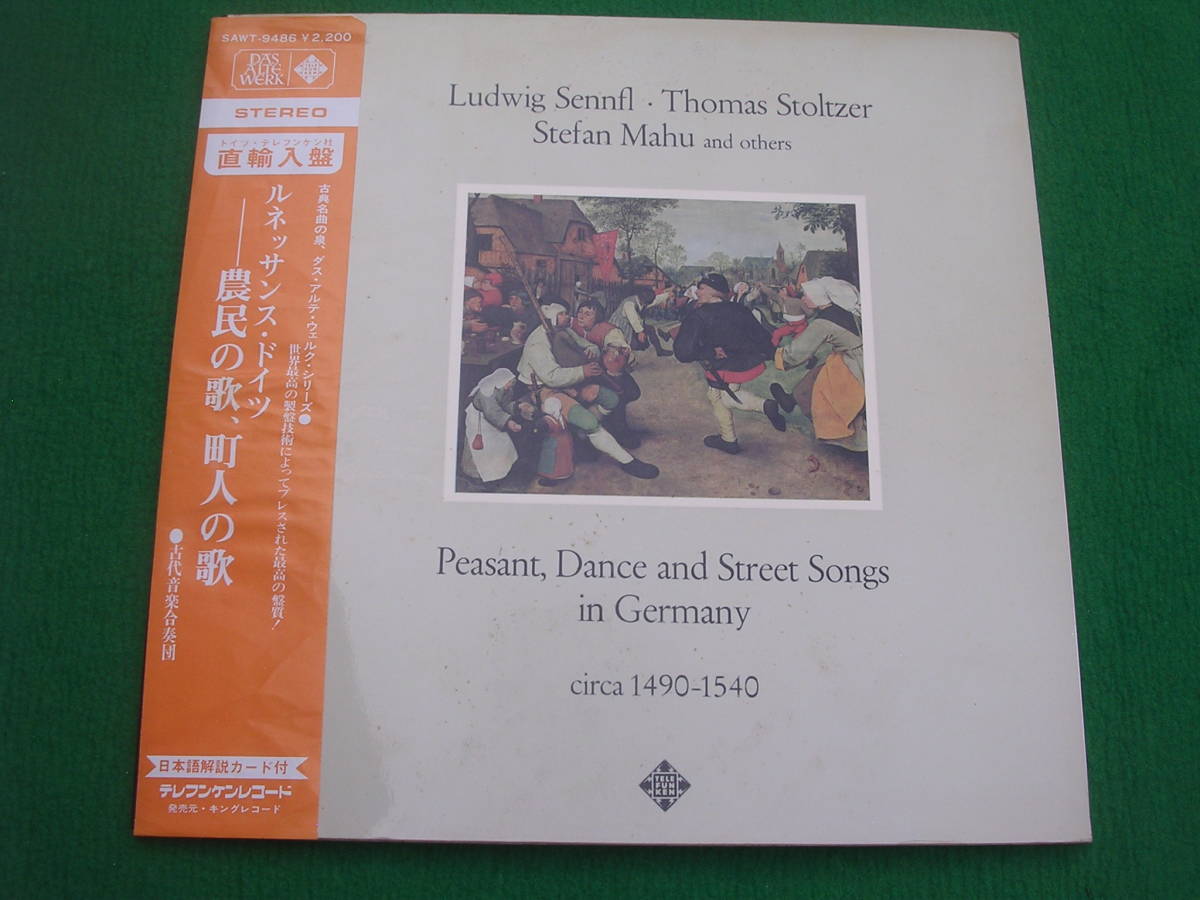 SAWT-9486 ¥2,200
DAS
ALTE
WERK
STEREO
トイツ・テレフンケン社
直輸入盤
古典名曲の泉、ダス・アルテ・ウェルク・シリーズ●
世界最高の製盤技術によってプレスされた最高の盤質!
ルネッサンス・ドイツ
——農民の歌、町人の歌
●古代音楽合奏団
日本語解説カード付
テレフンケンレコード
発売元・キングレコード
Ludwig Sennfl · Thomas Stoltzer
Stefan Mahu and others
Peasant, Dance and Street Songs
in Germany
circa 1490-1540
TELE
FUN
KEN